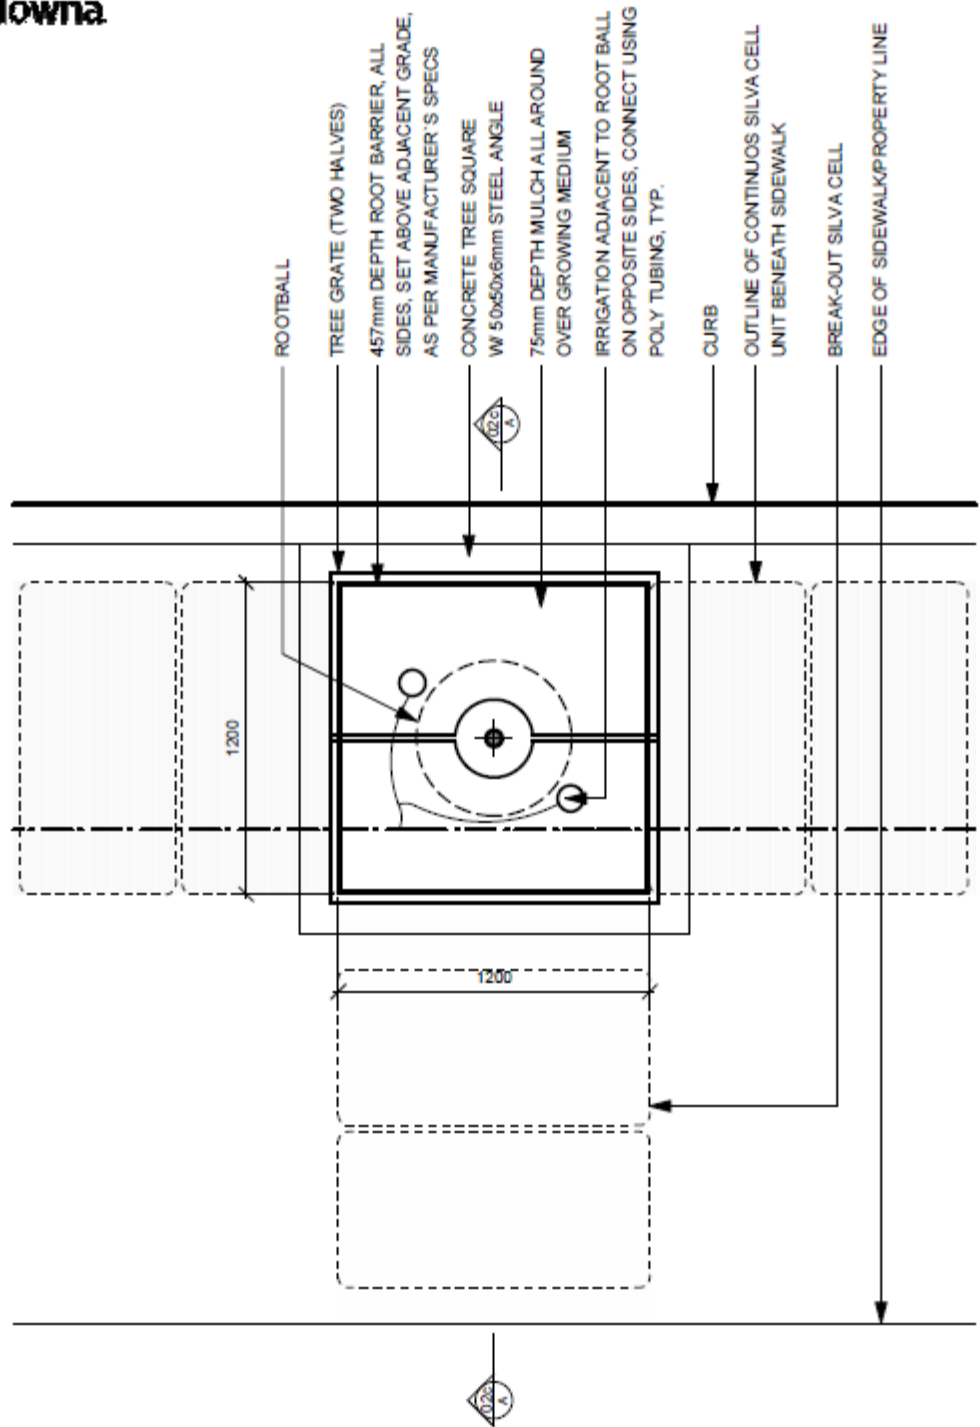 lowna
ROOTBALL
TREE GRATE (TWO HALVES)
457mm DEPTH ROOT BARRIER, ALL
SIDES, SET ABOVE ADJACENT GRADE,
AS PER MANUFACTURER'S SPECS
CONCRETE TREE SQUARE
W/ 50x50x6mm STEEL ANGLE
75mm DEPTH MULCH ALL AROUND
OVER GROWING MEDIUM
IRRIGATION ADJACENT TO ROOT BALL
ON OPPOSITE SIDES, CONNECT USING
POLY TUBING, TYP.
CURB
OUTLINE OF CONTINUOS SILVA CELL
UNIT BENEATH SIDEWALK
BREAK-OUT SILVA CELL
EDGE OF SIDEWALK/PROPERTY LINE
02c
A
1200
1200
02c
A